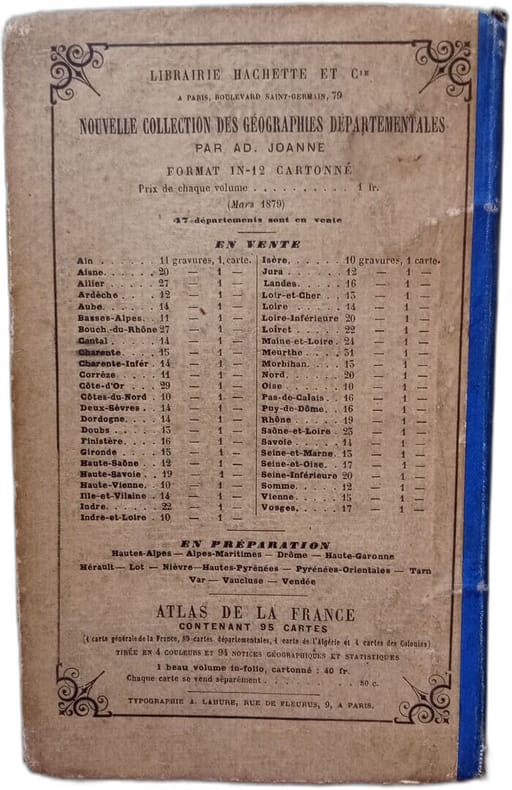 LIBRAIRIE HACHETTE ET Cie
A PARIS, BOULEVARD SAINT-GERMAIN, 79
NOUVELLE COLLECTION DES GÉOGRAPHIES DÉPARTEMENTALES
PAR AD. JOANNE
FORMAT IN-12 CARTONNÉ
Prix de chaque volume . . . . . . . . . . 1 fr.
(Mars 1879)
47 départements sont en vente
EN VENTE
Ain . . . . . . 11 gravures, 1 carte.
Aisne . . . . . 20 — 1 —
Allier . . . . . 27 — 1 —
Ardèche . . . . 12 — 1 —
Aube . . . . . 14 — 1 —
Basses-Alpes . . 11 — 1 —
Bouch.-du-Rhône 27 — 1 —
Cantal . . . . . 14 — 1 —
Charente . . . . 15 — 1 —
Charente-Infér . 14 — 1 —
Corrèze . . . . 11 — 1 —
Côte-d'Or . . . 29 — 1 —
Côtes-du-Nord . 10 — 1 —
Deux-Sèvres . . 14 — 1 —
Dordogne . . . . 14 — 1 —
Doubs . . . . . 15 — 1 —
Finistère . . . . 16 — 1 —
Gironde . . . . 15 — 1 —
Haute-Saône . . 12 — 1 —
Haute-Savoie . . 19 — 1 —
Haute-Vienne . . 10 — 1 —
Ille-et-Vilaine . 14 — 1 —
Indre . . . . . 22 — 1 —
Indre-et-Loire . 10 — 1 —
Isère . . . . . . 10 gravures, 1 carte.
Jura . . . . . 12 — 1 —
Landes . . . . . 16 — 1 —
Loir-et-Cher . . 13 — 1 —
Loire . . . . . 14 — 1 —
Loire-Inférieure 20 — 1 —
Loiret . . . . . 22 — 1 —
Maine-et-Loire . 24 — 1 —
Meurthe . . . . 31 — 1 —
Morbihan . . . . 13 — 1 —
Nord . . . . . 20 — 1 —
Oise . . . . . 10 — 1 —
Pas-de-Calais . . 16 — 1 —
Puy-de-Dôme . . 16 — 1 —
Rhône . . . . . 19 — 1 —
Saône-et-Loire . 25 — 1 —
Savoie . . . . . 14 — 1 —
Seine-et-Marne . 15 — 1 —
Seine-et-Oise . . 17 — 1 —
Seine-Inférieure 20 — 1 —
Somme . . . . . 12 — 1 —
Vienne . . . . . 15 — 1 —
Vosges . . . . . 17 — 1 —
EN PRÉPARATION
Hautes-Alpes — Alpes-Maritimes — Drôme — Haute-Garonne
Hérault — Lot — Nièvre — Hautes-Pyrénées — Pyrénées-Orientales — Tarn
Var — Vaucluse — Vendée
ATLAS DE LA FRANCE
CONTENANT 95 CARTES
(1 carte générale de la France, 89 cartes départementales, 1 carte de l'Algérie et 4 cartes des Colonies)
TIRÉE EN 4 COULEURS ET 94 NOTICES GÉOGRAPHIQUES ET STATISTIQUES
1 beau volume in-folio, cartonné : 40 fr.
Chaque carte se vend séparément . . . . . . . . . . 50 c.
TYPOGRAPHIE A. LAHURE, RUE DE FLEURUS, 9, A PARIS.